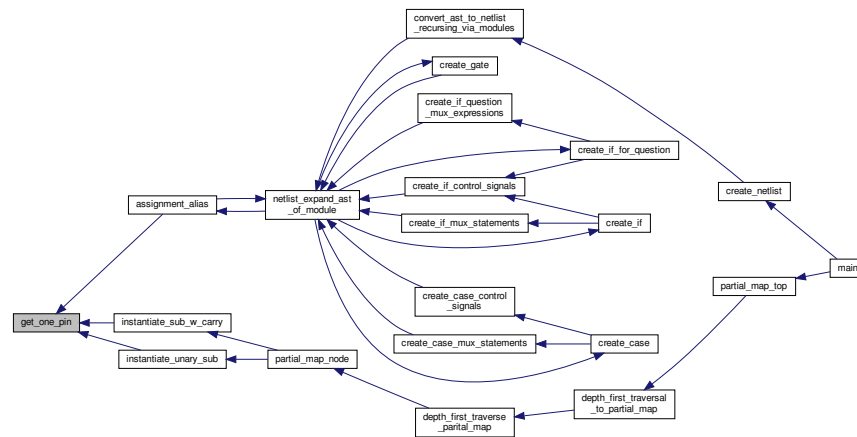 convert_ast_to_netlist
_recursing_via_modules
create_gate
create_if_question
_mux_expressions
create_if_for_question
create_if_control_signals
create_netlist
assignment_alias
netlist_expand_ast
_of_module
create_if_mux_statements
create_if
main
partial_map_top
create_case_control
_signals
get_one_pin
instantiate_sub_w_carry
create_case_mux_statements
create_case
instantiate_unary_sub
partial_map_node
depth_first_traversal
_to_partial_map
depth_first_traverse
_parital_map